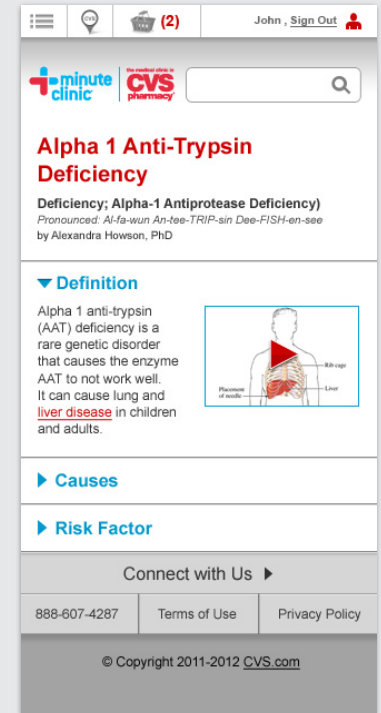 CVS
(2)
John , Sign Out
minute
clinic
the medical clinic in
CVS
pharmacy
Alpha 1 Anti-Trypsin
Deficiency
Deficiency; Alpha-1 Antiprotease Deficiency)
Pronounced: Al-fa-wun An-tee-TRIP-sin Dee-FISH-en-see
by Alexandra Howson, PhD
Definition
Alpha 1 anti-trypsin
(AAT) deficiency is a
rare genetic disorder
that causes the enzyme
AAT to not work well.
It can cause lung and
liver disease in children
and adults.
Rib cage
Placement
of needle
Liver
Causes
Risk Factor
Connect with Us
888-607-4287
Terms of Use
Privacy Policy
© Copyright 2011-2012 CVS.com